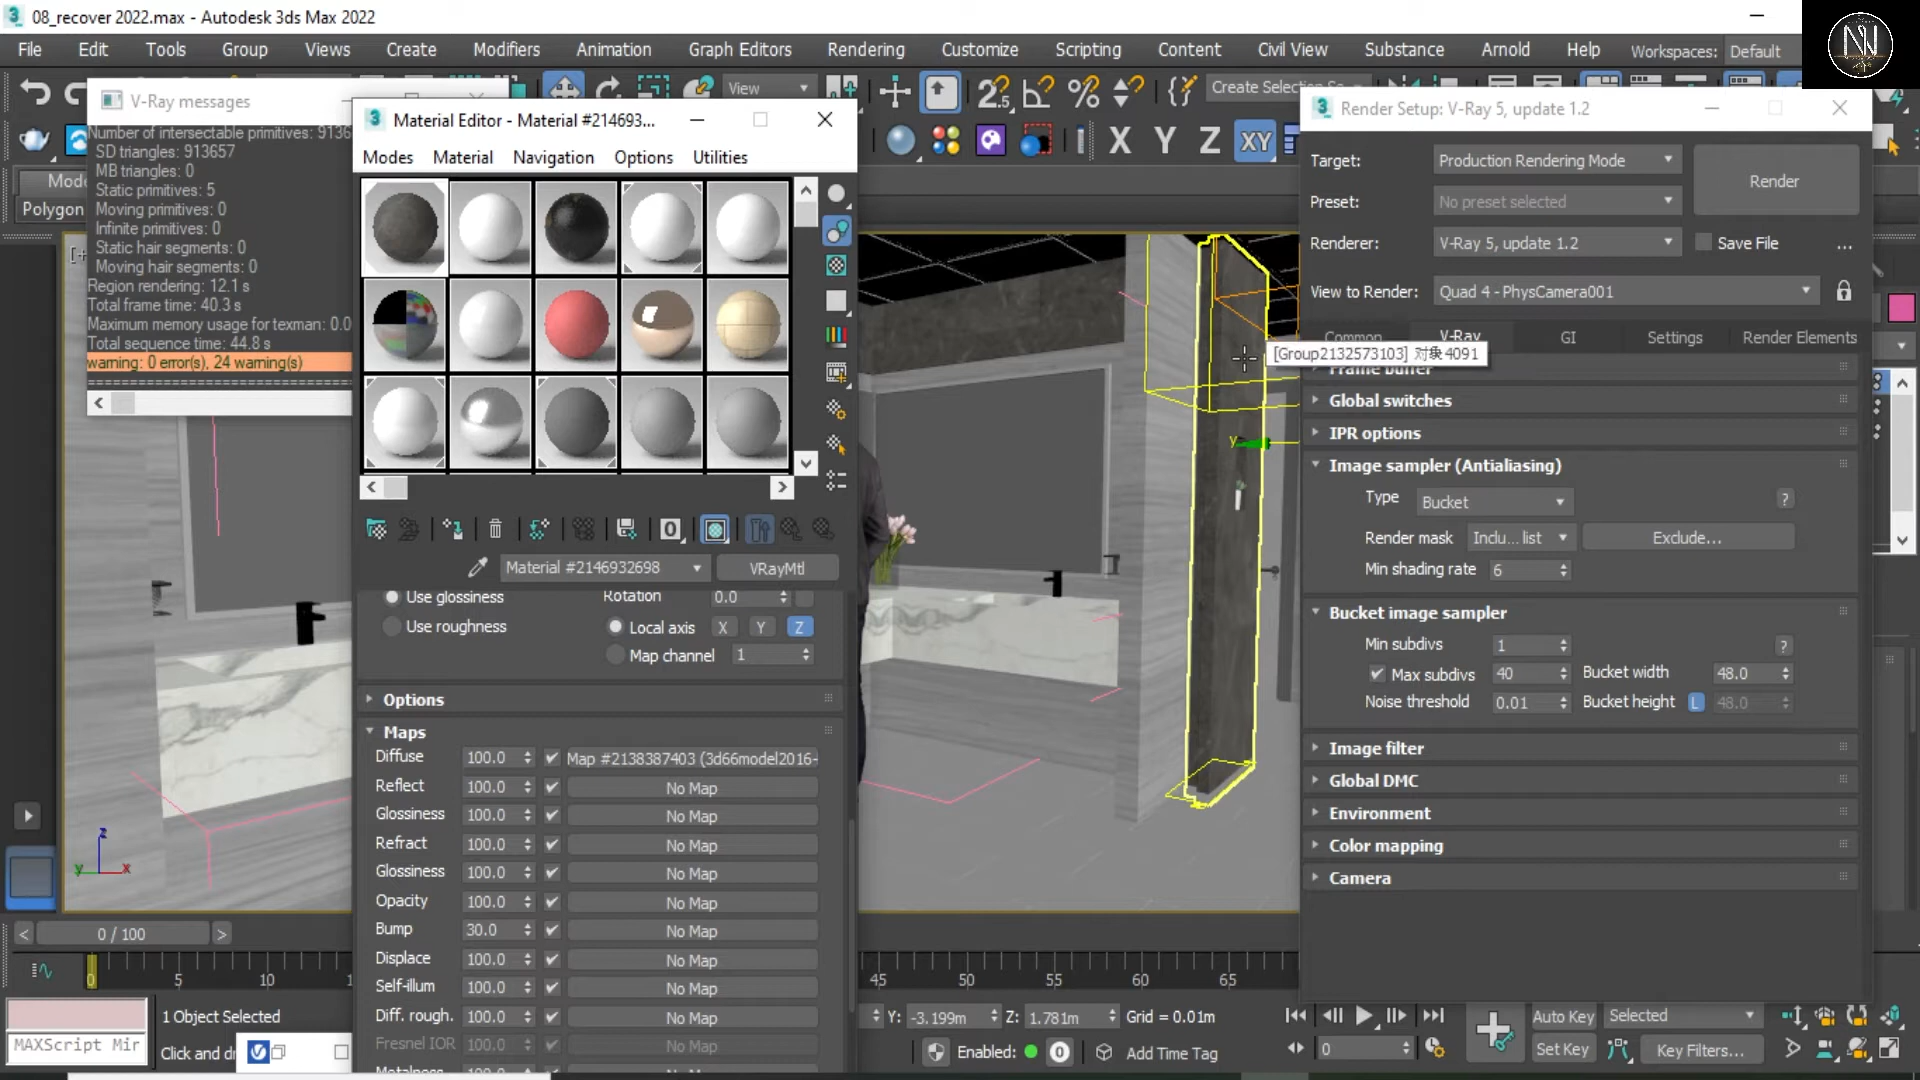 08_recover 2022.max - Autodesk 3ds Max 2022
File Edit Tools Group Views Create Modifiers Animation Graph Editors Rendering Customize Scripting Content Civil View Substance Arnold Help Workspaces: Default
View
Create Selection Se
X Y Z XY
V-Ray messages
Number of intersectable primitives: 9136
SD triangles: 913657
MB triangles: 0
Static primitives: 5
Moving primitives: 0
Infinite primitives: 0
Static hair segments: 0
Moving hair segments: 0
Region rendering: 12.1 s
Total frame time: 40.3 s
Maximum memory usage for texman: 0.0
Total sequence time: 44.8 s
warning: 0 error(s), 24 warning(s)
Mode
Polygon
Material Editor - Material #214693...
Modes Material Navigation Options Utilities
Material #2146932698 VRayMtl
Use glossiness
Use roughness
Rotation 0.0
Local axis X Y Z
Map channel 1
Options
Maps
Diffuse 100.0 Map #2138387403 (3d66model2016-
Reflect 100.0 No Map
Glossiness 100.0 No Map
Refract 100.0 No Map
Glossiness 100.0 No Map
Opacity 100.0 No Map
Bump 30.0 No Map
Displace 100.0 No Map
Self-illum 100.0 No Map
Diff. rough. 100.0 No Map
Fresnel IOR 100.0 No Map
Metalness 100.0 No Map
Render Setup: V-Ray 5, update 1.2
Target: Production Rendering Mode
Render
Preset: No preset selected
Renderer: V-Ray 5, update 1.2
Save File ...
View to Render: Quad 4 - PhysCamera001
Common V-Ray GI Settings Render Elements
[Group2132573103] 对象4091
Frame buffer
Global switches
IPR options
Image sampler (Antialiasing)
Type Bucket ?
Render mask Inclu... list Exclude...
Min shading rate 6
Bucket image sampler
Min subdivs 1 ?
Max subdivs 40 Bucket width 48.0
Noise threshold 0.01 Bucket height L 48.0
Image filter
Global DMC
Environment
Color mapping
Camera
y
z
y x
< 0 / 100 >
0 5 10 45 50 55 60 65
1 Object Selected
MAXScript Mir
Click and dr
Y: -3.199m Z: 1.781m Grid = 0.01m
Enabled: 0 Add Time Tag
0
Auto Key Selected
Set Key Key Filters...